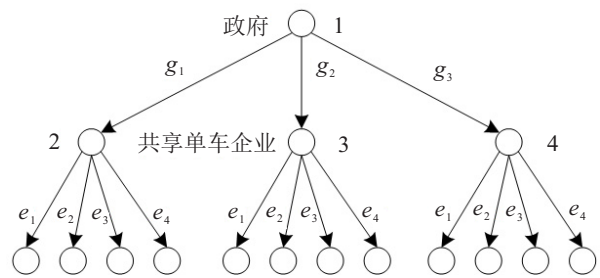 政府 1
g₁ g₂ g₃
2 共享单车企业 3 4
e₁ e₂ e₃ e₄ e₁ e₂ e₃ e₄ e₁ e₂ e₃ e₄